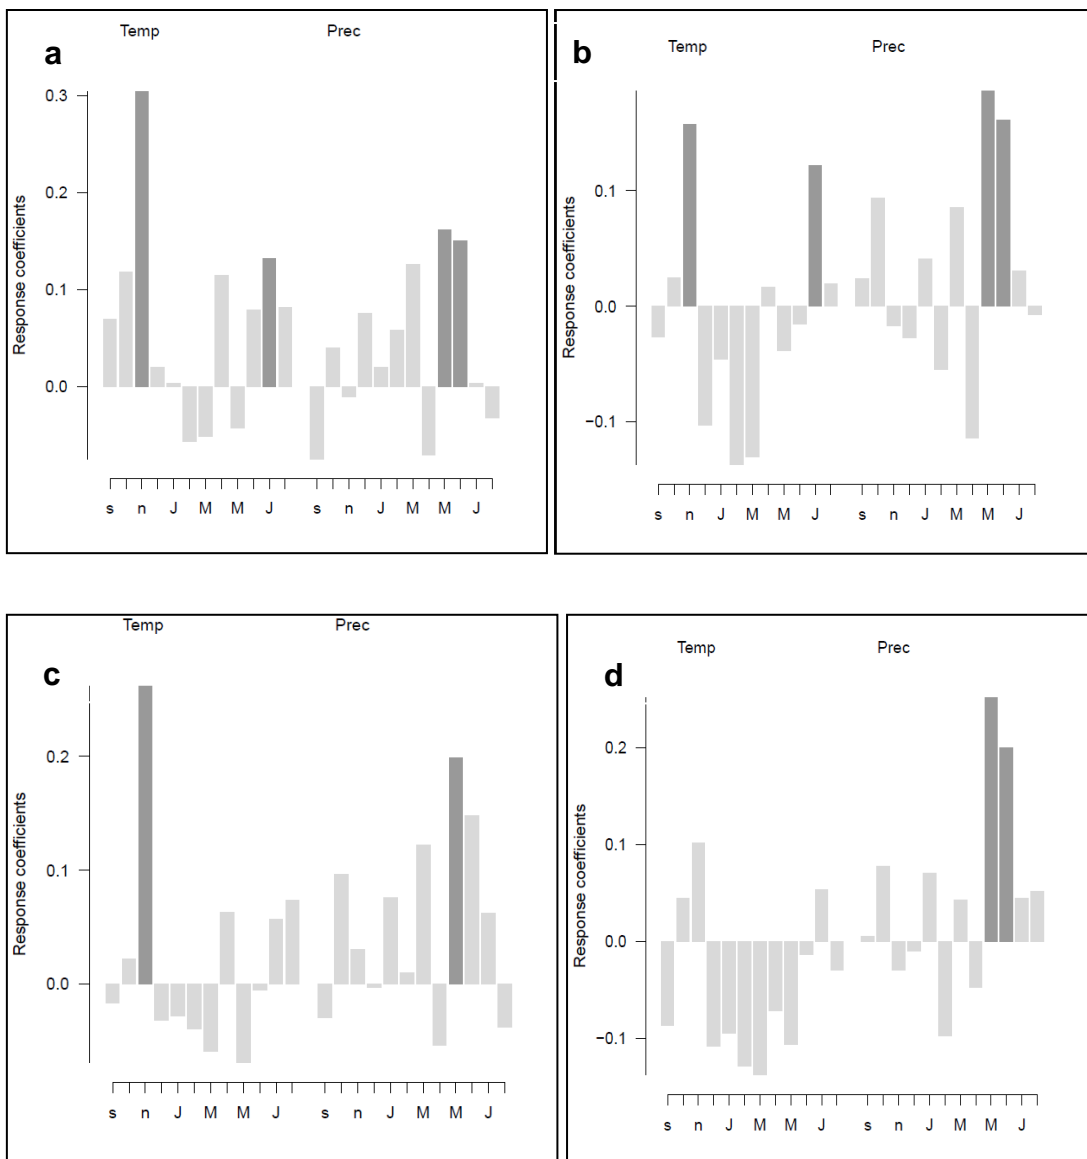 a
Temp Prec
Response coefficients
0.3
0.2
0.1
0.0
s n J M M J s n J M M J
b
Temp Prec
Response coefficients
0.1
0.0
−0.1
s n J M M J s n J M M J
c
Temp Prec
Response coefficients
0.2
0.1
0.0
s n J M M J s n J M M J
d
Temp Prec
Response coefficients
0.2
0.1
0.0
−0.1
s n J M M J s n J M M J